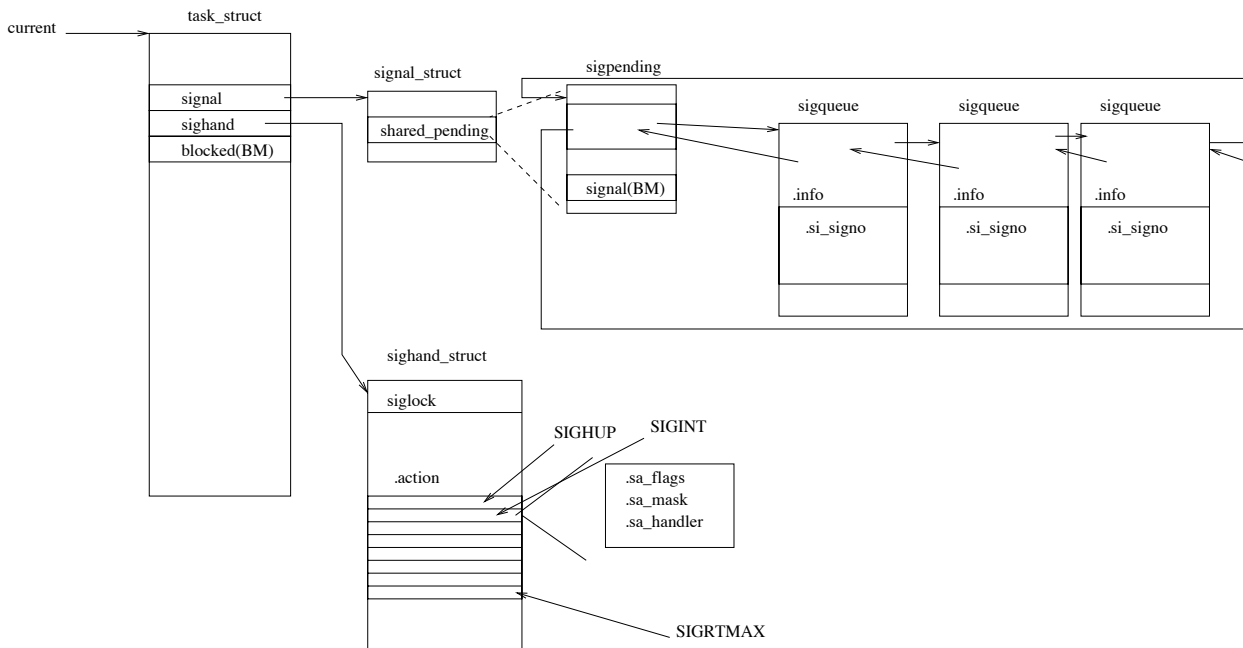 task_struct
current
signal
sighand
blocked(BM)
signal_struct
shared_pending
sigpending
signal(BM)
sigqueue
.info
.si_signo
sigqueue
.info
.si_signo
sigqueue
.info
.si_signo
sighand_struct
siglock
.action
SIGHUP
SIGINT
.sa_flags
.sa_mask
.sa_handler
SIGRTMAX